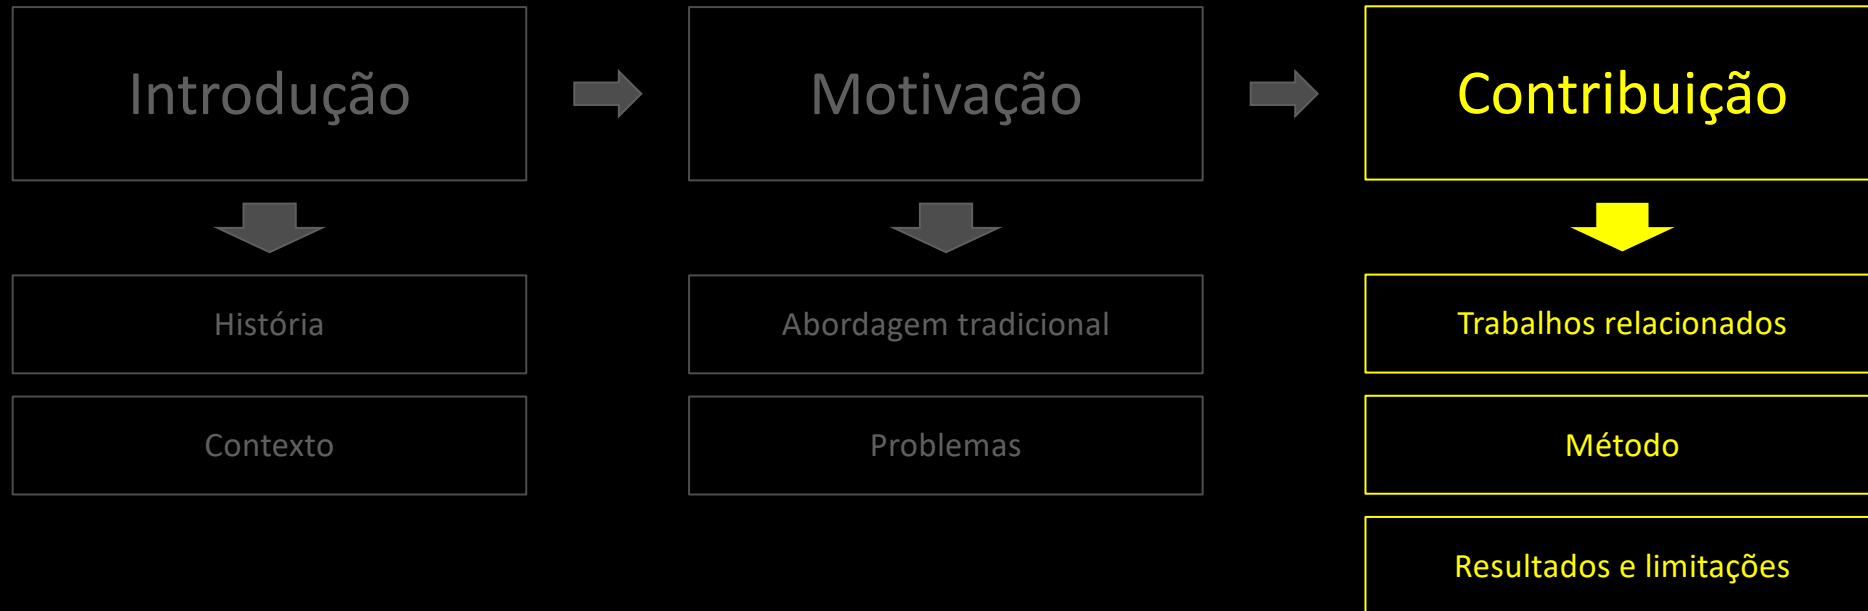 Introdução
Motivação
Contribuição
História
Abordagem tradicional
Trabalhos relacionados
Contexto
Problemas
Método
Resultados e limitações